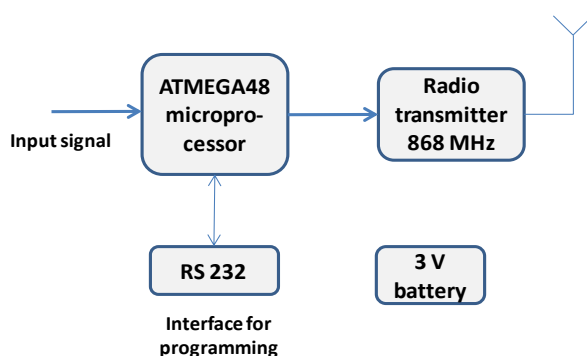 ATMEGA48
micropro-
cessor
Radio
transmitter
868 MHz
Input signal
RS 232
3 V
battery
Interface for
programming